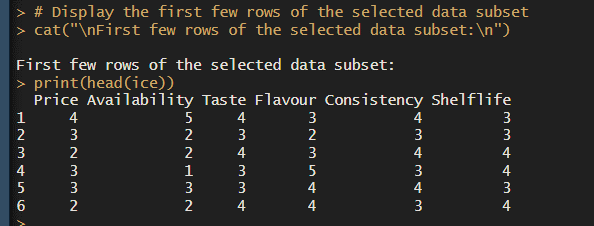 > # Display the first few rows of the selected data subset
> cat("\nFirst few rows of the selected data subset:\n")
First few rows of the selected data subset:
> print(head(ice))
  Price Availability Taste Flavour Consistency Shelflife
1     4            5     4       3           4         3
2     3            2     3       2           3         3
3     2            2     4       3           4         4
4     3            1     3       5           3         4
5     3            3     3       4           4         3
6     2            2     4       4           3         4
>